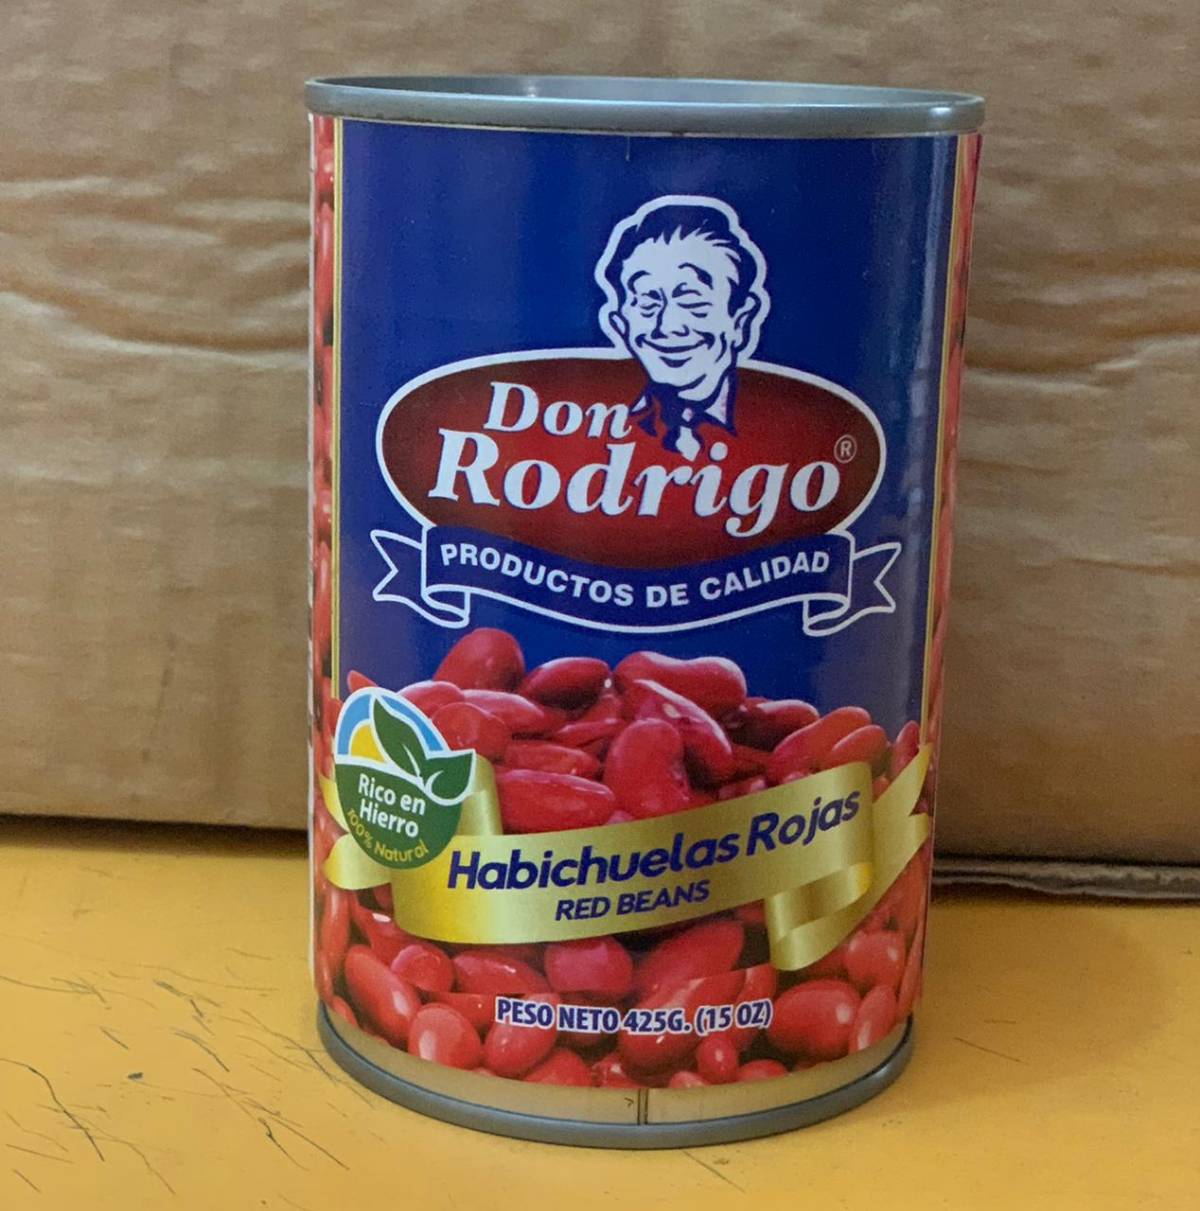 Don
Rodrigo®
PRODUCTOS DE CALIDAD
Rico en
Hierro
100% Natural
Habichuelas Rojas
RED BEANS
PESO NETO 425G. (15 OZ)